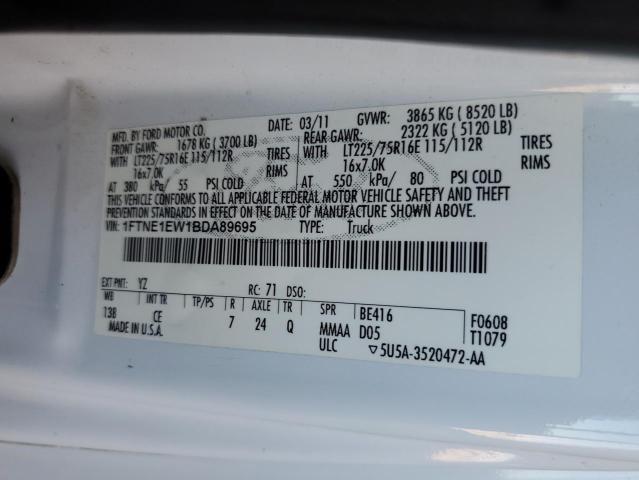 MFD. BY FORD MOTOR CO. DATE: 03/11 GVWR: 3865 KG ( 8520 LB)
FRONT GAWR: 1678 KG ( 3700 LB) REAR GAWR: 2322 KG ( 5120 LB)
WITH LT225/75R16E 115/112R TIRES WITH LT225/75R16E 115/112R TIRES
16x7.0K RIMS 16x7.0K RIMS
AT 380 kPa/ 55 PSI COLD AT 550 kPa/ 80 PSI COLD
THIS VEHICLE CONFORMS TO ALL APPLICABLE FEDERAL MOTOR VEHICLE SAFETY AND THEFT
PREVENTION STANDARDS IN EFFECT ON THE DATE OF MANUFACTURE SHOWN ABOVE.
VIN: 1FTNE1EW1BDA89695 TYPE: Truck
EXT PNT: YZ RC: 71 DSO:
WB INT TR TP/PS R AXLE TR SPR BE416 F0608
138 CE 7 24 Q MMAA D05 T1079
MADE IN U.S.A. ULC ▽5U5A-3520472-AA